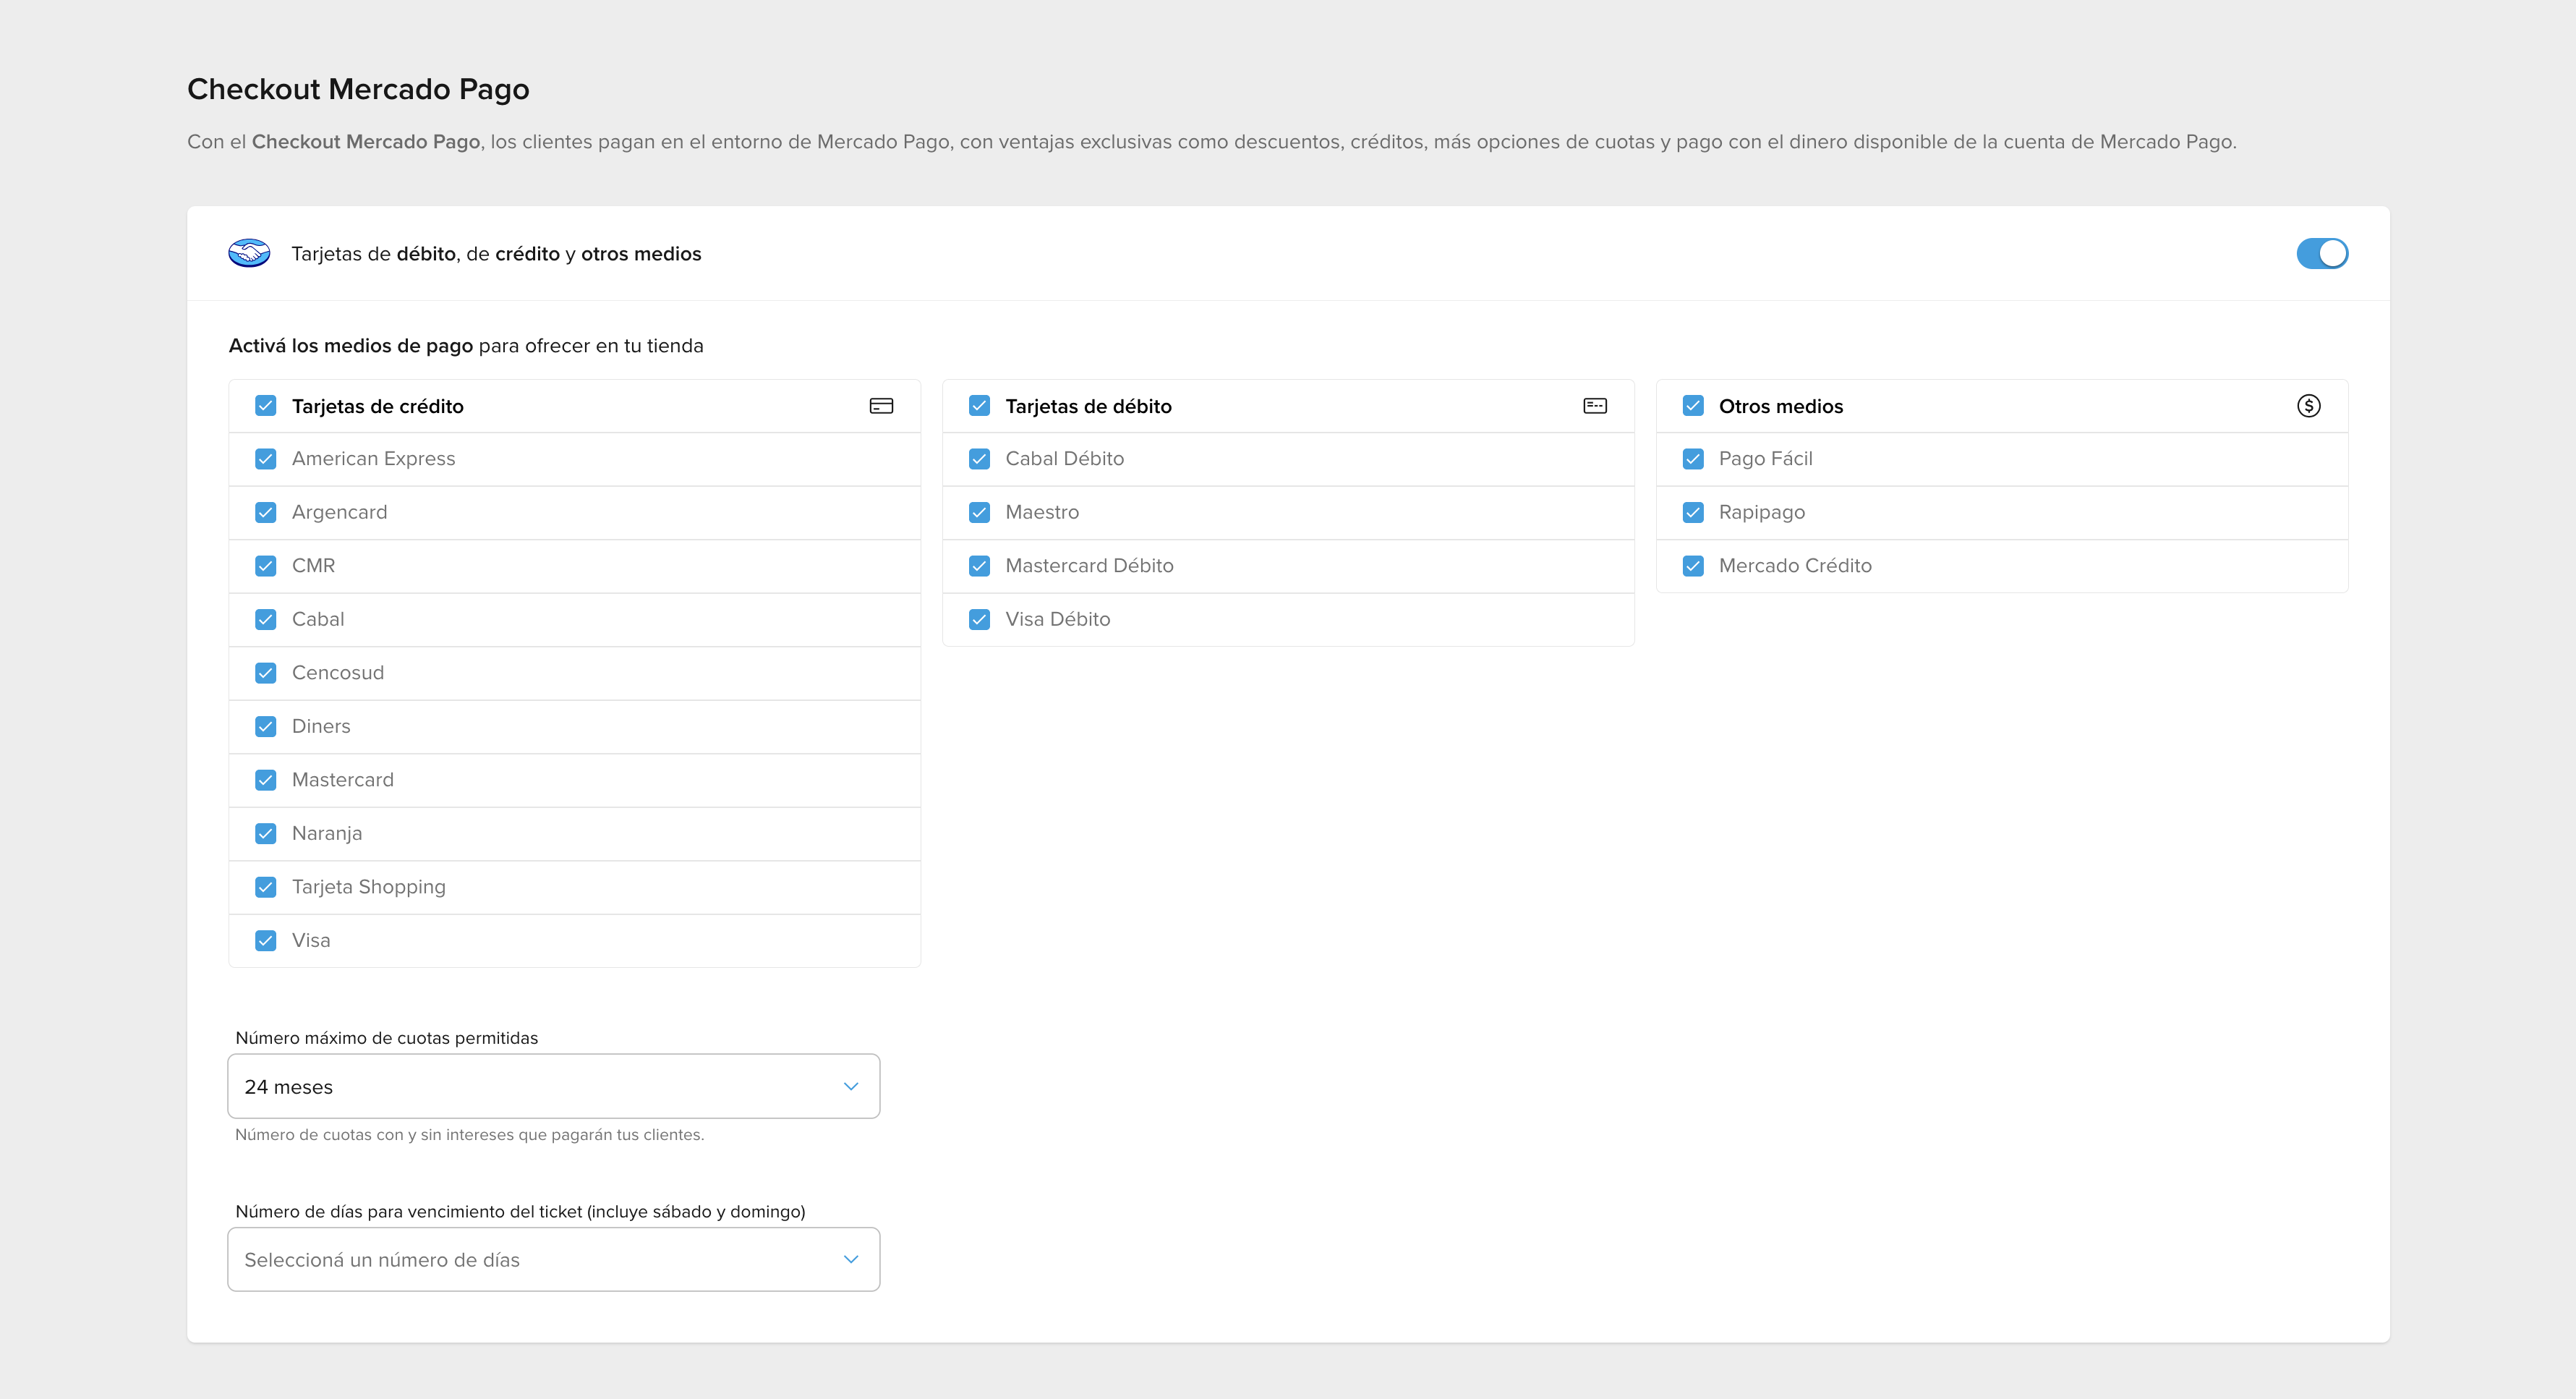 Checkout Mercado Pago
Con el Checkout Mercado Pago, los clientes pagan en el entorno de Mercado Pago, con ventajas exclusivas como descuentos, créditos, más opciones de cuotas y pago con el dinero disponible de la cuenta de Mercado Pago.
Tarjetas de débito, de crédito y otros medios
Activá los medios de pago para ofrecer en tu tienda
Tarjetas de crédito
American Express
Argencard
CMR
Cabal
Cencosud
Diners
Mastercard
Naranja
Tarjeta Shopping
Visa
Tarjetas de débito
Cabal Débito
Maestro
Mastercard Débito
Visa Débito
Otros medios
Pago Fácil
Rapipago
Mercado Crédito
Número máximo de cuotas permitidas
24 meses
Número de cuotas con y sin intereses que pagarán tus clientes.
Número de días para vencimiento del ticket (incluye sábado y domingo)
Seleccioná un número de días